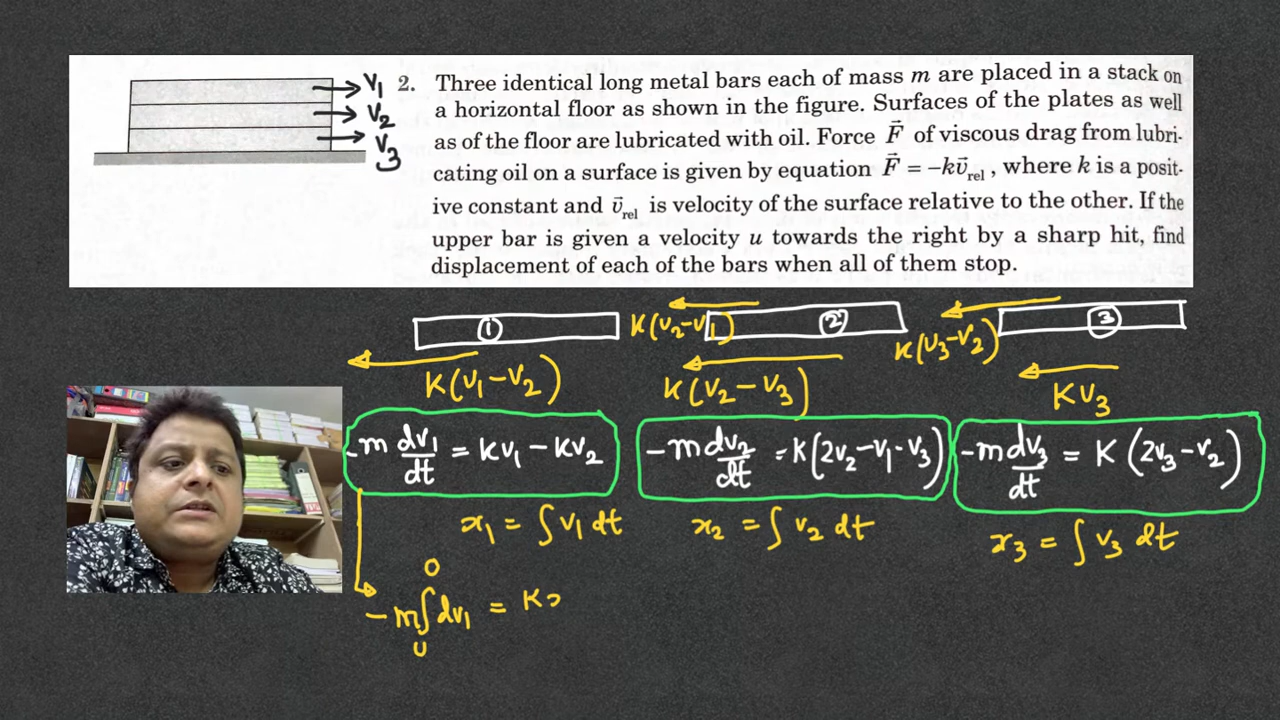 2. Three identical long metal bars each of mass m are placed in a stack on
a horizontal floor as shown in the figure. Surfaces of the plates as well
as of the floor are lubricated with oil. Force F⃗ of viscous drag from lubri-
cating oil on a surface is given by equation F⃗ = −kv⃗rel, where k is a posit-
ive constant and v⃗rel is velocity of the surface relative to the other. If the
upper bar is given a velocity u towards the right by a sharp hit, find
displacement of each of the bars when all of them stop.
V1
V2
V3
① K(v2−v1) ② K(v3−v2) ③
K(v1−v2) K(v2−v3) Kv3
-m dv1/dt = Kv1 − Kv2
-m dv2/dt = K(2v2−v1-v3)
-m dv3/dt = K(2v3−v2)
x1 = ∫v1 dt x2 = ∫v2 dt x3 = ∫v3 dt
0
-m∫dv1 = K
u